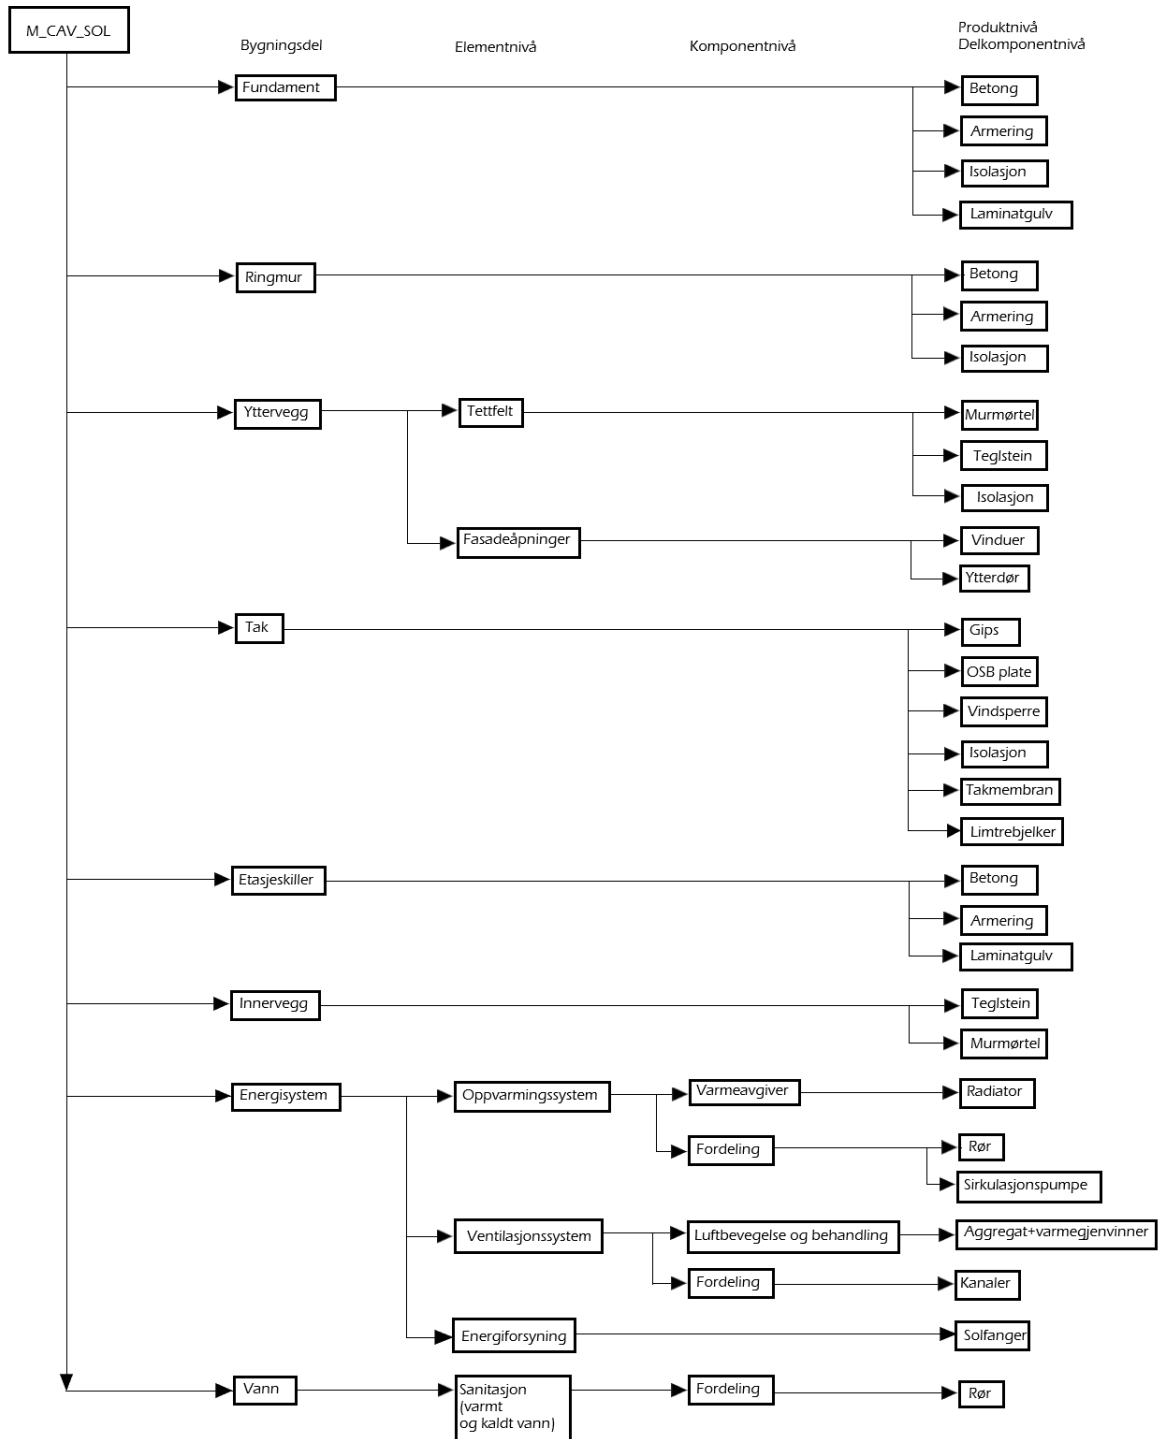 M_CAV_SOL
Bygningsdel
Elementnivå
Komponentnivå
Produktnivå
Delkomponentnivå
Fundament
Betong
Armering
Isolasjon
Laminatgulv
Ringmur
Betong
Armering
Isolasjon
Yttervegg
Tettfelt
Murmørtel
Teglstein
Isolasjon
Fasadeåpninger
Vinduer
Ytterdør
Tak
Gips
OSB plate
Vindsperre
Isolasjon
Takmembran
Limtrebjelker
Etasjeskiller
Betong
Armering
Laminatgulv
Innervegg
Teglstein
Murmørtel
Energisystem
Oppvarmingssystem
Varmeavgiver
Radiator
Fordeling
Rør
Sirkulasjonspumpe
Ventilasjonssystem
Luftbevegelse og behandling
Aggregat+varmegjenvinner
Fordeling
Kanaler
Energiforsyning
Solfanger
Vann
Sanitasjon
(varmt
og kaldt vann)
Fordeling
Rør